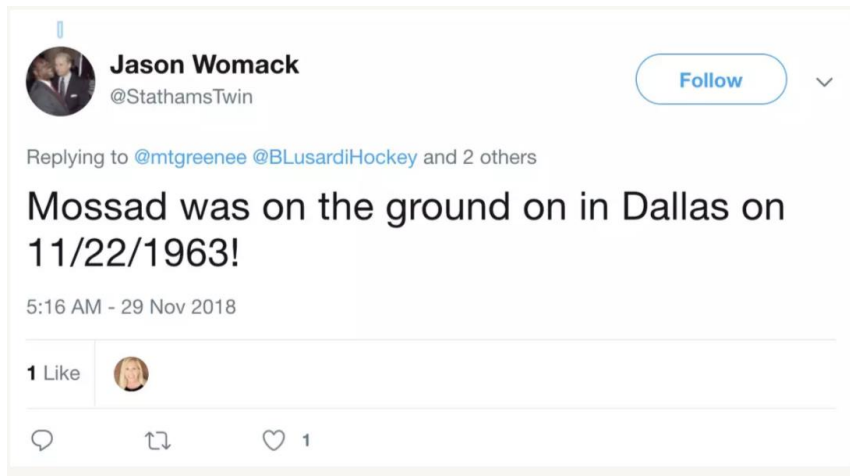 Jason Womack
@StathamsTwin
Follow
Replying to @mtgreenee @BLusardiHockey and 2 others
Mossad was on the ground on in Dallas on
11/22/1963!
5:16 AM - 29 Nov 2018
1 Like
1